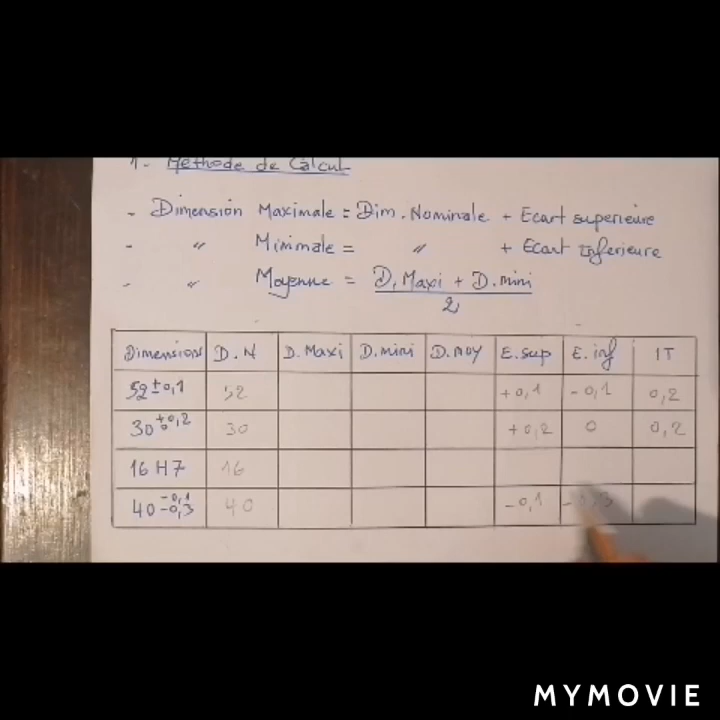 1- Méthode de Calcul
- Dimension Maximale = Dim. Nominale + Ecart superieure
- " Minimale = " + Ecart inferieure
- " Moyenne = D. Maxi + D. mini
2
Dimensions D.N D.Maxi D.mini D.moy E.sup E.inf IT
52 ± 0,1 52 +0,1 -0,1 0,2
30 +0,2 0 30 +0,2 0 0,2
16 H7 16
40 -0,1 -0,3 40 -0,1 -0,3
MYMOVIE